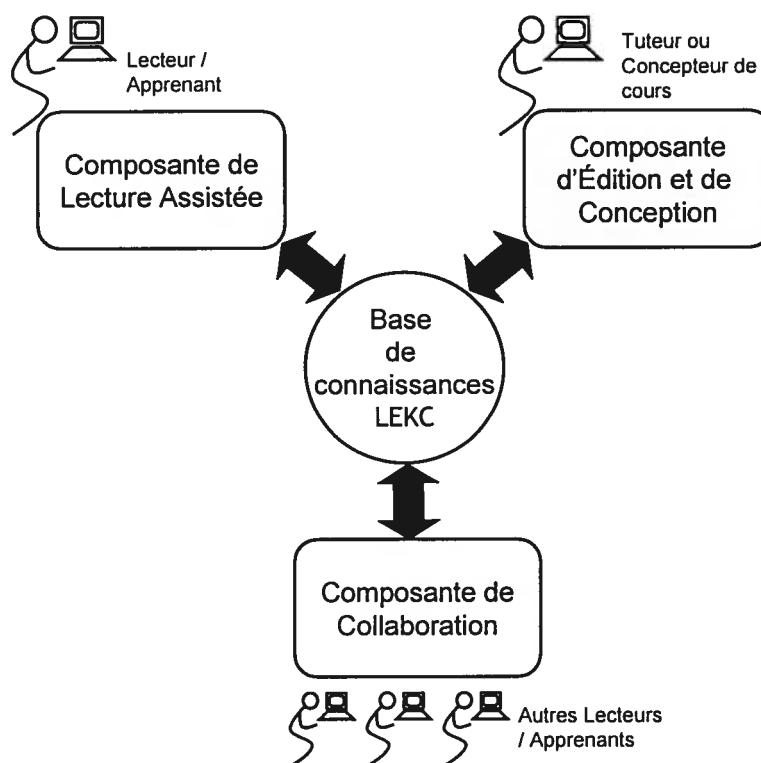 Lecteur /
Apprenant
Tuteur ou
Concepteur de
cours
Composante de
Lecture Assistée
Composante
d'Édition et de
Conception
Base
de
connaissances
LEKC
Composante de
Collaboration
Autres Lecteurs
/ Apprenants